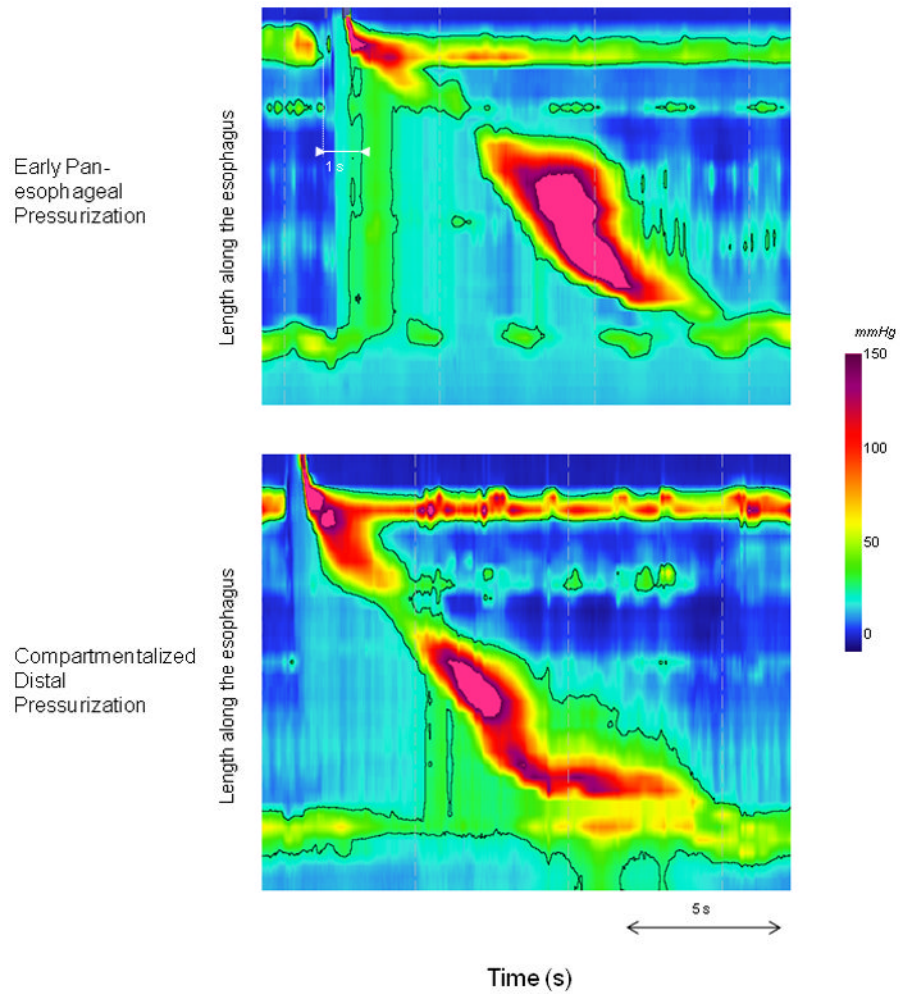 Early Pan-
esophageal
Pressurization
Length along the esophagus
1 s
mmHg
150
100
50
0
Compartmentalized
Distal
Pressurization
Length along the esophagus
5 s
Time (s)